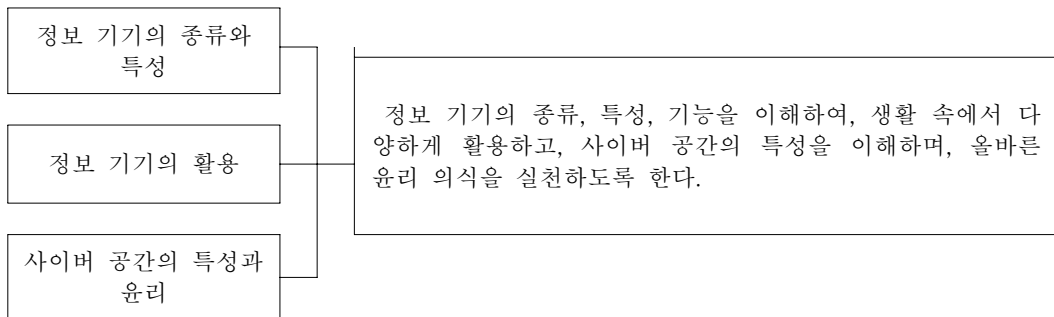 정보 기기의 종류와
특성
정보 기기의 활용
사이버 공간의 특성과
윤리
정보 기기의 종류, 특성, 기능을 이해하여, 생활 속에서 다
양하게 활용하고, 사이버 공간의 특성을 이해하며, 올바른
윤리 의식을 실천하도록 한다.